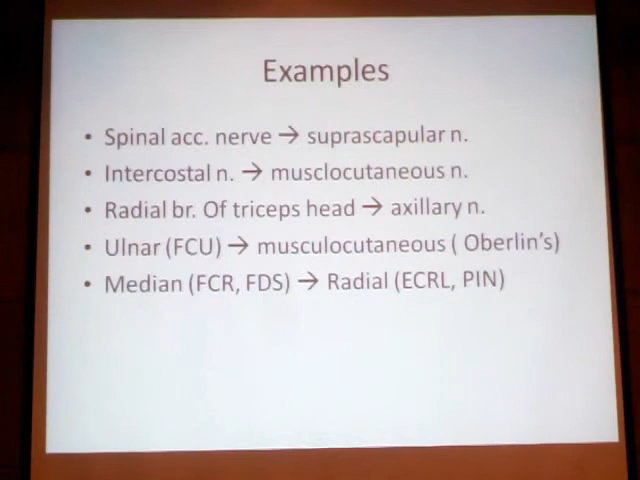 Examples
• Spinal acc. nerve → suprascapular n.
• Intercostal n. → musclocutaneous n.
• Radial br. Of triceps head → axillary n.
• Ulnar (FCU) → musculocutaneous ( Oberlin's)
• Median (FCR, FDS) → Radial (ECRL, PIN)